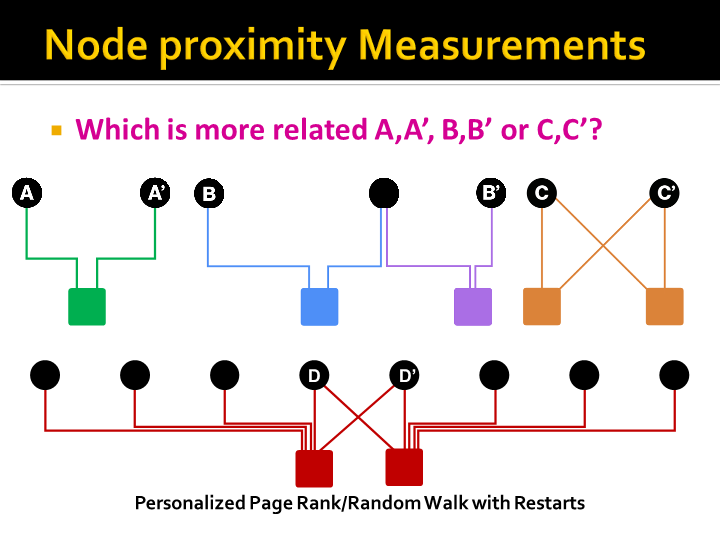 Node proximity Measurements
Which is more related A,A’, B,B’ or C,C’?
A A’ B B’ C C’
D D’
Personalized Page Rank/Random Walk with Restarts